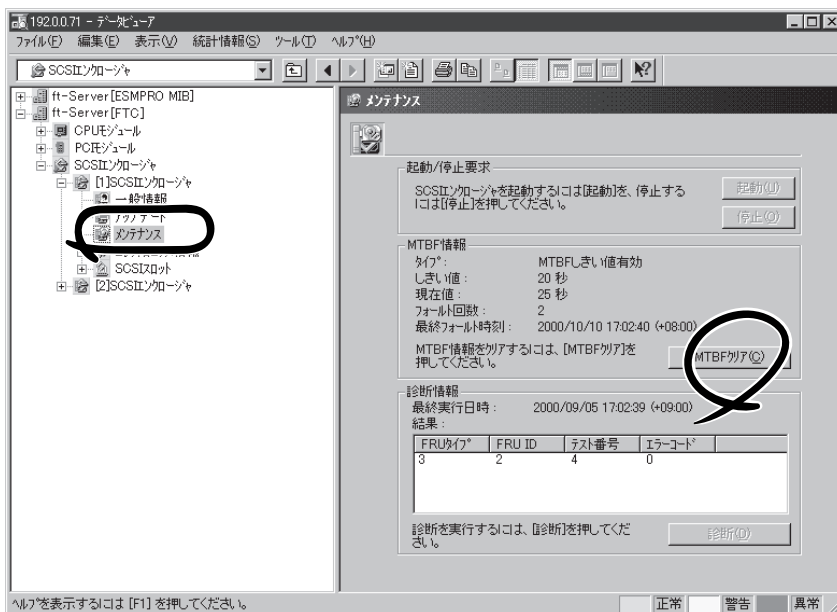 192.0.0.71 - ﾃﾞｰﾀﾋﾞｭｰｱ
ﾌｧｲﾙ(F) 編集(E) 表示(V) 統計情報(S) ﾂｰﾙ(T) ﾍﾙﾌﾟ(H)
SCSIｴﾝｸﾛｰｼﾞｬ
ft-Server[ESMPRO MIB]
ft-Server[FTC]
CPUﾓｼﾞｭｰﾙ
PCIﾓｼﾞｭｰﾙ
SCSIｴﾝｸﾛｰｼﾞｬ
[1]SCSIｴﾝｸﾛｰｼﾞｬ
一般情報
ﾒﾝﾃﾅﾝｽ
SCSIｽﾛｯﾄ
[2]SCSIｴﾝｸﾛｰｼﾞｬ
ﾒﾝﾃﾅﾝｽ
起動/停止要求
SCSIｴﾝｸﾛｰｼﾞｬを起動するには[起動]を、停止する
には[停止]を押してください。
起動(U)
停止(O)
MTBF情報
ﾀｲﾌﾟ: MTBFしきい値有効
しきい値: 20 秒
現在値: 25 秒
ﾌｫｰﾙﾄ回数: 2
最終ﾌｫｰﾙﾄ時刻: 2000/10/10 17:02:40 (+08:00)
MTBF情報をｸﾘｱするには、[MTBFｸﾘｱ]を
押してください。
MTBFｸﾘｱ(C)
診断情報
最終実行日時: 2000/09/05 17:02:39 (+09:00)
結果:
FRUﾀｲﾌﾟ FRU ID ﾃｽﾄ番号 ｴﾗｰｺｰﾄﾞ
3 2 4 0
診断を実行するには、[診断]を押してくだ
さい。
診断(D)
ﾍﾙﾌﾟを表示するには [F1] を押してください。
正常 警告 異常